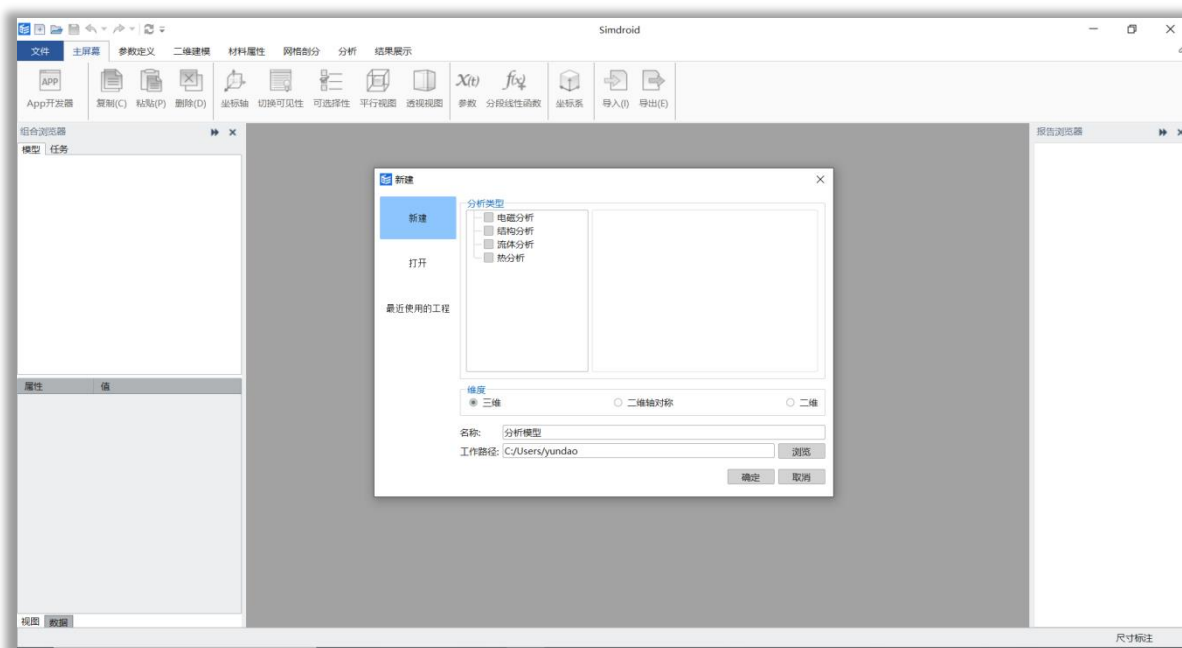 Simdroid
文件 主屏幕 参数定义 二维建模 材料属性 网格剖分 分析 结果展示
APP X(t) f(x)
App开发器 复制(C) 粘贴(P) 删除(D) 坐标轴 切换可见性 可选择性 平行视图 透视视图 参数 分段线性函数 坐标系 导入(I) 导出(E)
组合浏览器 报告浏览器
模型 任务
新建
新建 分析类型
电磁分析
结构分析
流体分析
热分析
打开
最近使用的工程
属性 值
维度
三维 二维轴对称 二维
名称: 分析模型
工作路径: C:/Users/yundao 浏览
确定 取消
视图 数据
尺寸标注